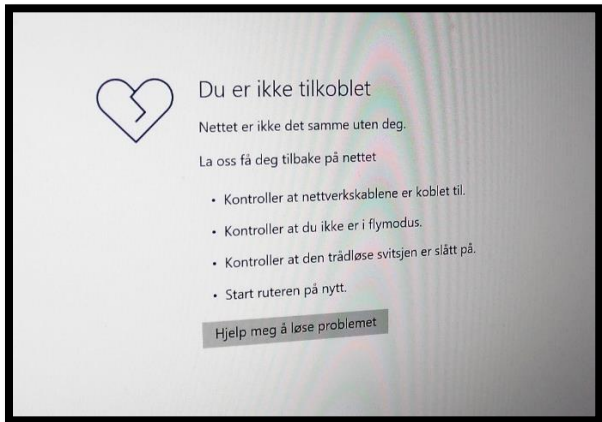 Du er ikke tilkoblet
Nettet er ikke det samme uten deg.
La oss få deg tilbake på nettet
• Kontroller at nettverkskablene er koblet til.
• Kontroller at du ikke er i flymodus.
• Kontroller at den trådløse svitsjen er slått på.
• Start ruteren på nytt.
Hjelp meg å løse problemet